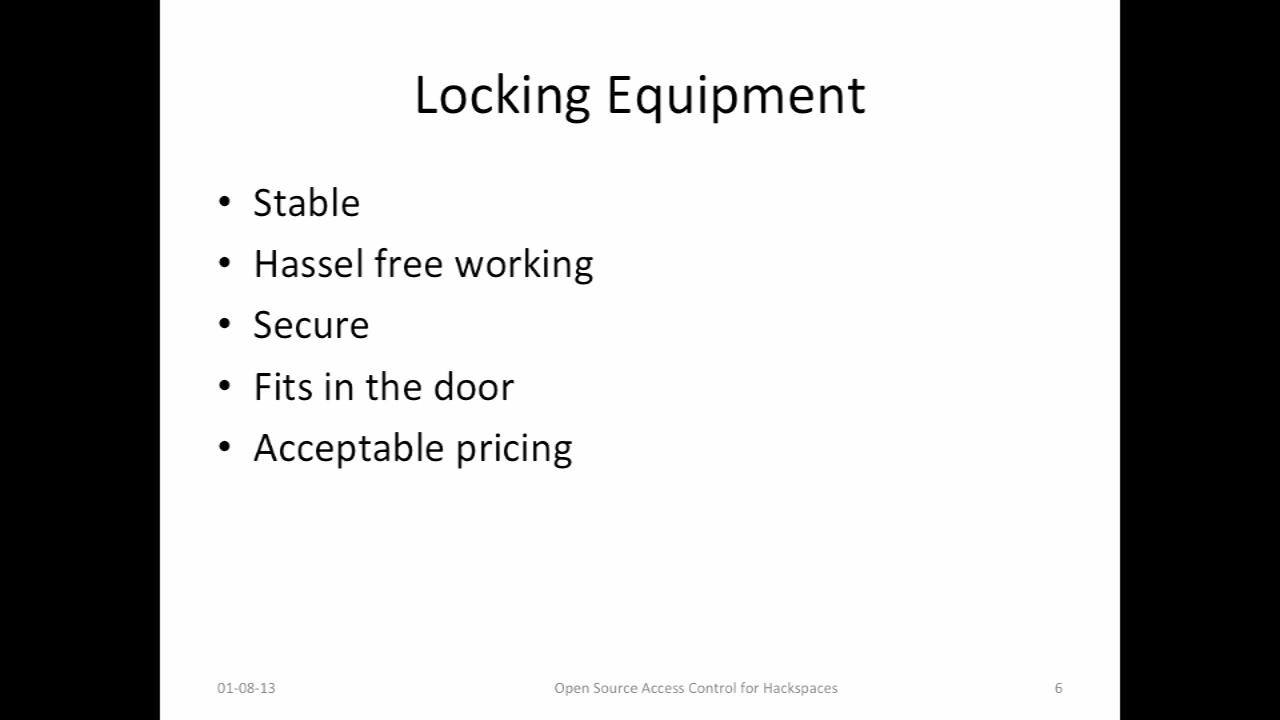 Locking Equipment
• Stable
• Hassel free working
• Secure
• Fits in the door
• Acceptable pricing
01-08-13 Open Source Access Control for Hackspaces 6